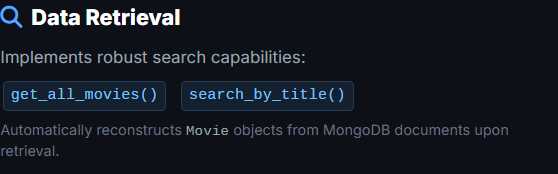 Data Retrieval
Implements robust search capabilities:
get_all_movies() search_by_title()
Automatically reconstructs Movie objects from MongoDB documents upon
retrieval.